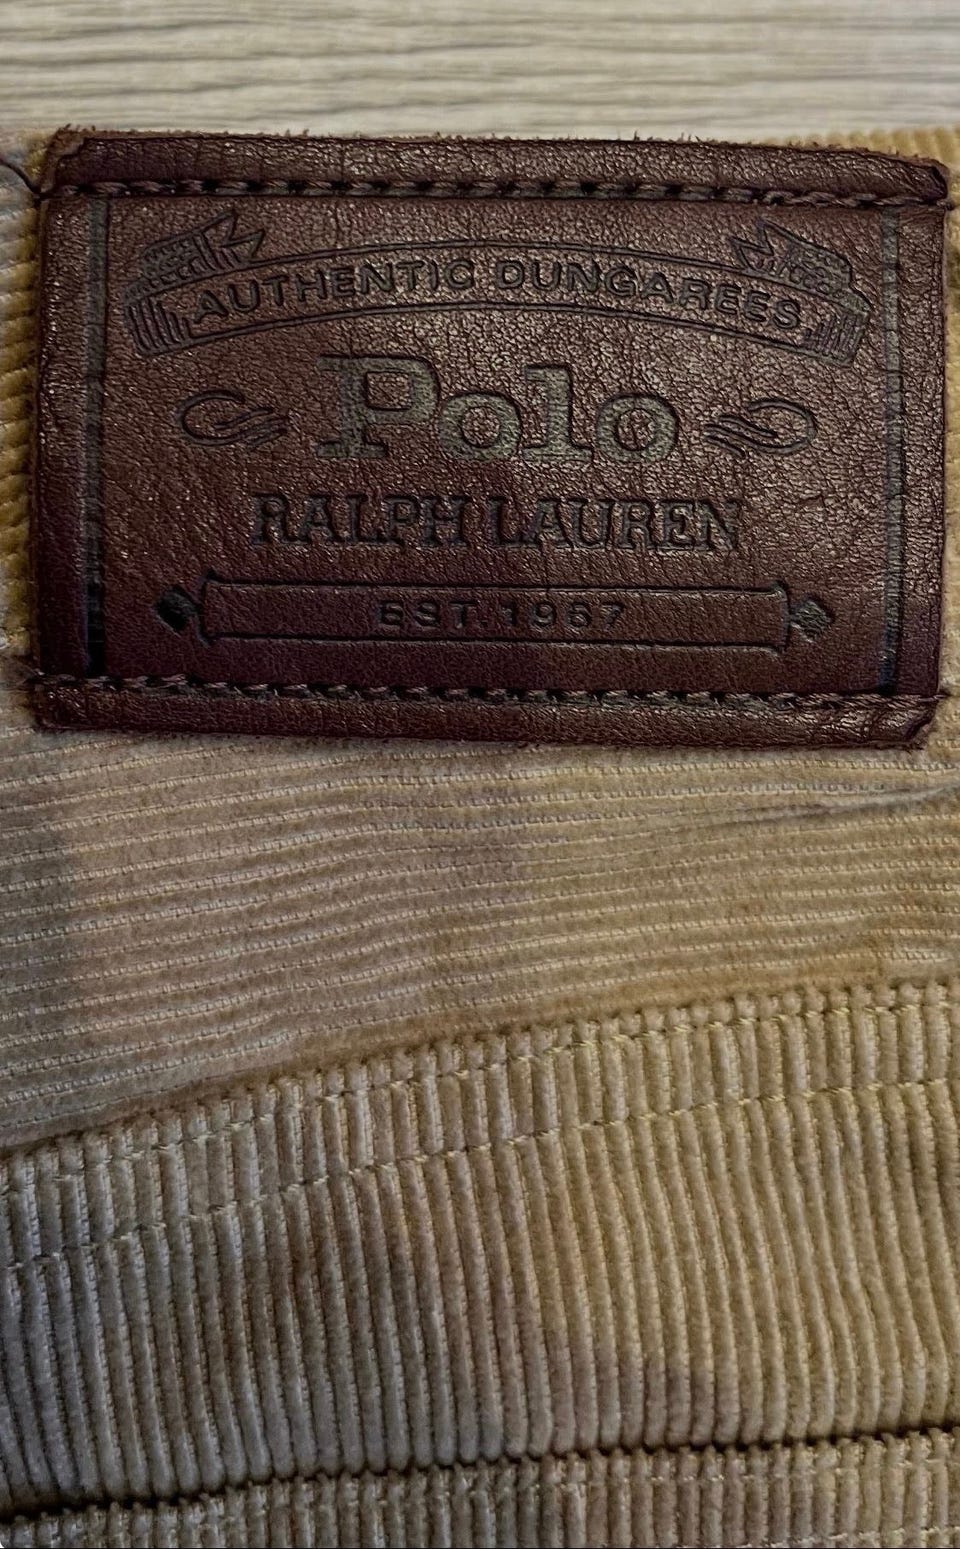 AUTHENTIC DUNGAREES
Polo
RALPH LAUREN
EST. 1967